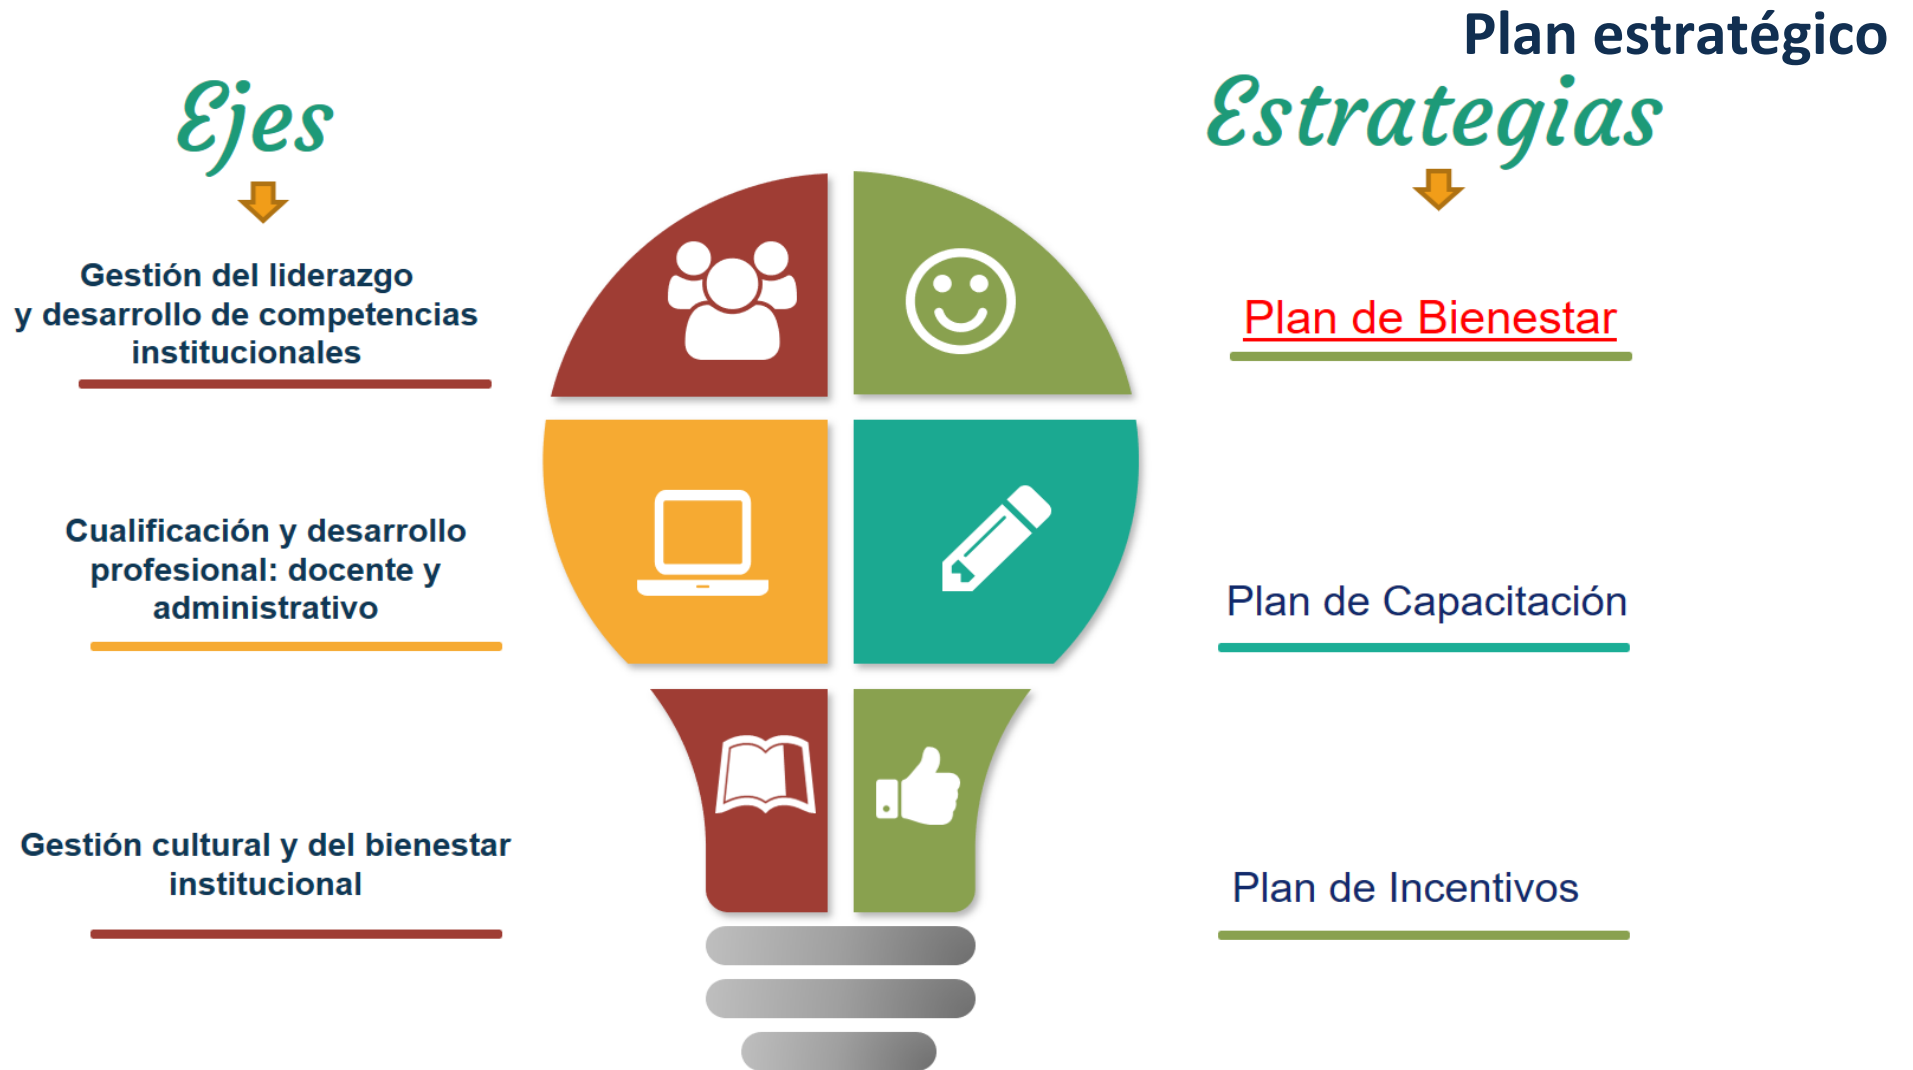 Plan estratégico
Ejes
Gestión del liderazgo
y desarrollo de competencias
institucionales
Cualificación y desarrollo
profesional: docente y
administrativo
Gestión cultural y del bienestar
institucional
Estrategias
Plan de Bienestar
Plan de Capacitación
Plan de Incentivos